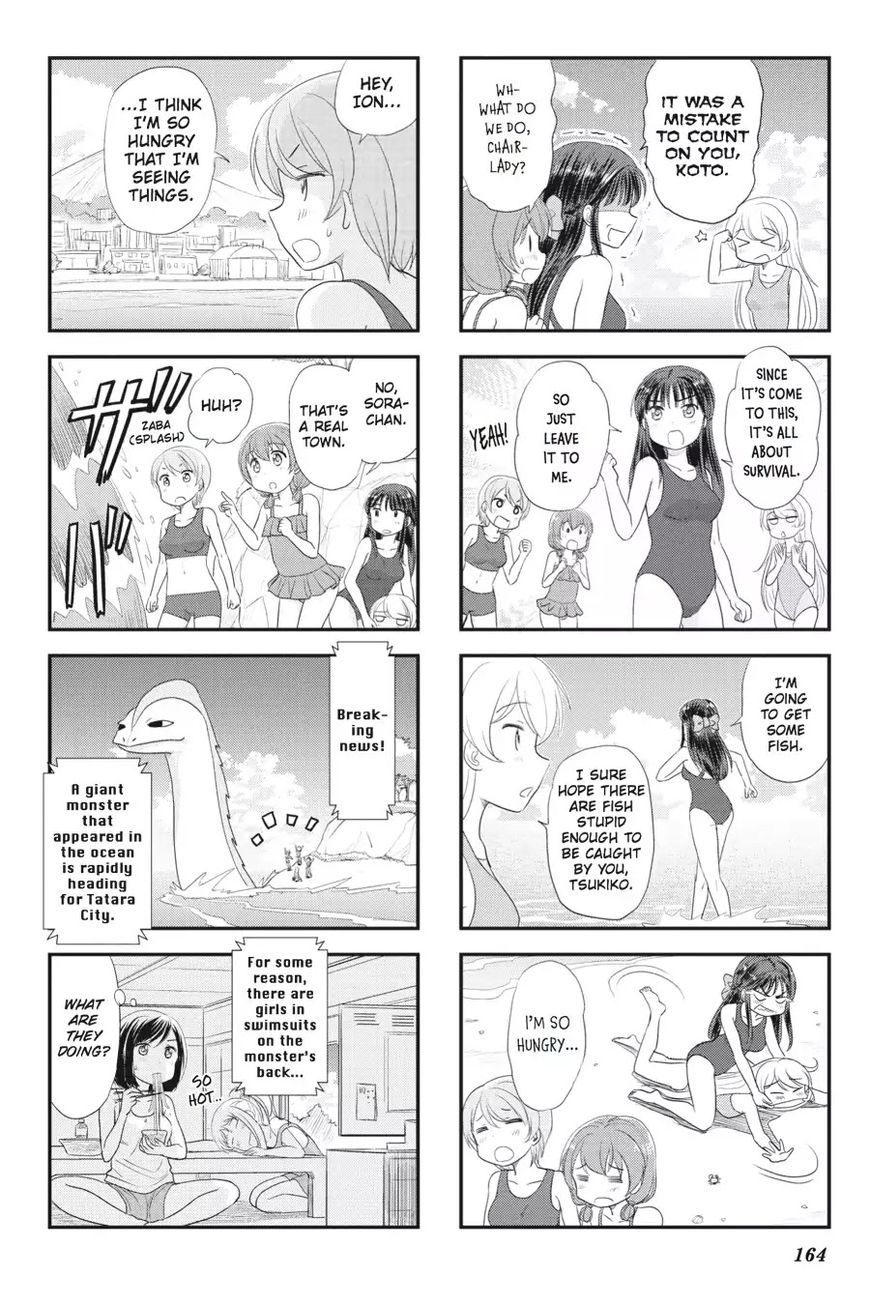 IT WAS A
MISTAKE
TO COUNT
ON YOU,
KOTO.
WH-
WHAT DO
WE DO,
CHAIR-
LADY?
SINCE
IT'S COME
TO THIS,
IT'S ALL
ABOUT
SURVIVAL.
SO
JUST
LEAVE
IT TO
ME.
YEAH!
I'M
GOING
TO GET
SOME
FISH.
I SURE
HOPE THERE
ARE FISH
STUPID
ENOUGH TO
BE CAUGHT
BY YOU,
TSUKIKO.
I'M SO
HUNGRY...
HEY,
ION...
...I THINK
I'M SO
HUNGRY
THAT I'M
SEEING
THINGS.
NO,
SORA-
CHAN.
THAT'S
A REAL
TOWN.
HUH?
ザバ
ZABA
(SPLASH)
Break-
ing
news!
A giant
monster
that
appeared in
the ocean
is rapidly
heading
for Tatara
City.
For some
reason,
there are
girls in
swimsuits
on the
monster's
back...
WHAT
ARE
THEY
DOING?
SO
HOT..
164